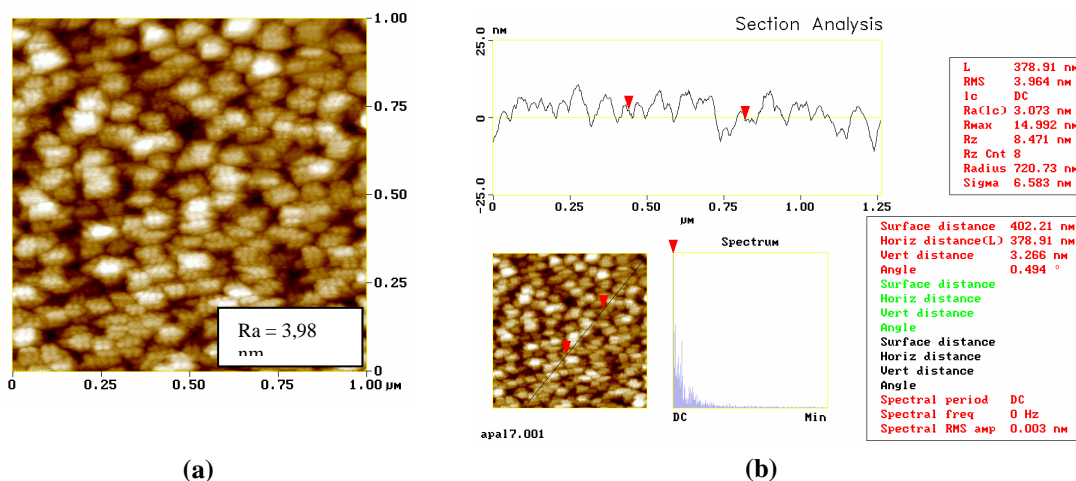 1.00
0.75
0.50
0.25
0
0
0.25
0.50
0.75
1.00
µM
Ra = 3,98
nm
(a)
Section Analysis
nM
25.0
0
-25.0
0
0.25
0.50
0.75
1.00
1.25
µM
L 378.91 nM
RMS 3.964 nM
lc DC
Ra(lc) 3.073 nM
Rmax 14.992 nM
Rz 8.471 nM
Rz Cnt 8
Radius 720.73 nM
Sigma 6.583 nM
Spectrum
DC Min
apal7.001
Surface distance 402.21 nM
Horiz distance(L) 378.91 nM
Vert distance 3.266 nM
Angle 0.494 °
Surface distance
Horiz distance
Vert distance
Angle
Surface distance
Horiz distance
Vert distance
Angle
Spectral period DC
Spectral freq 0 Hz
Spectral RMS amp 0.003 nM
(b)